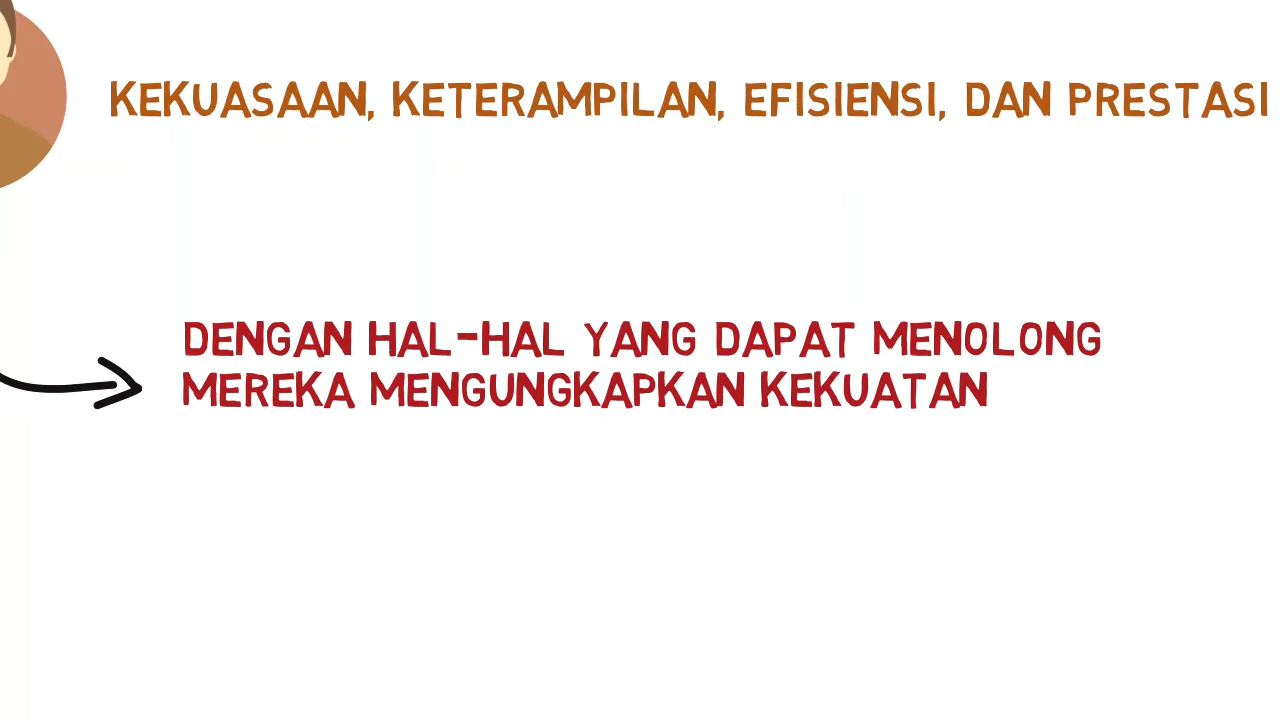 KEKUASAAN, KETERAMPILAN, EFISIENSI, DAN PRESTASI
DENGAN HAL-HAL YANG DAPAT MENOLONG
MEREKA MENGUNGKAPKAN KEKUATAN